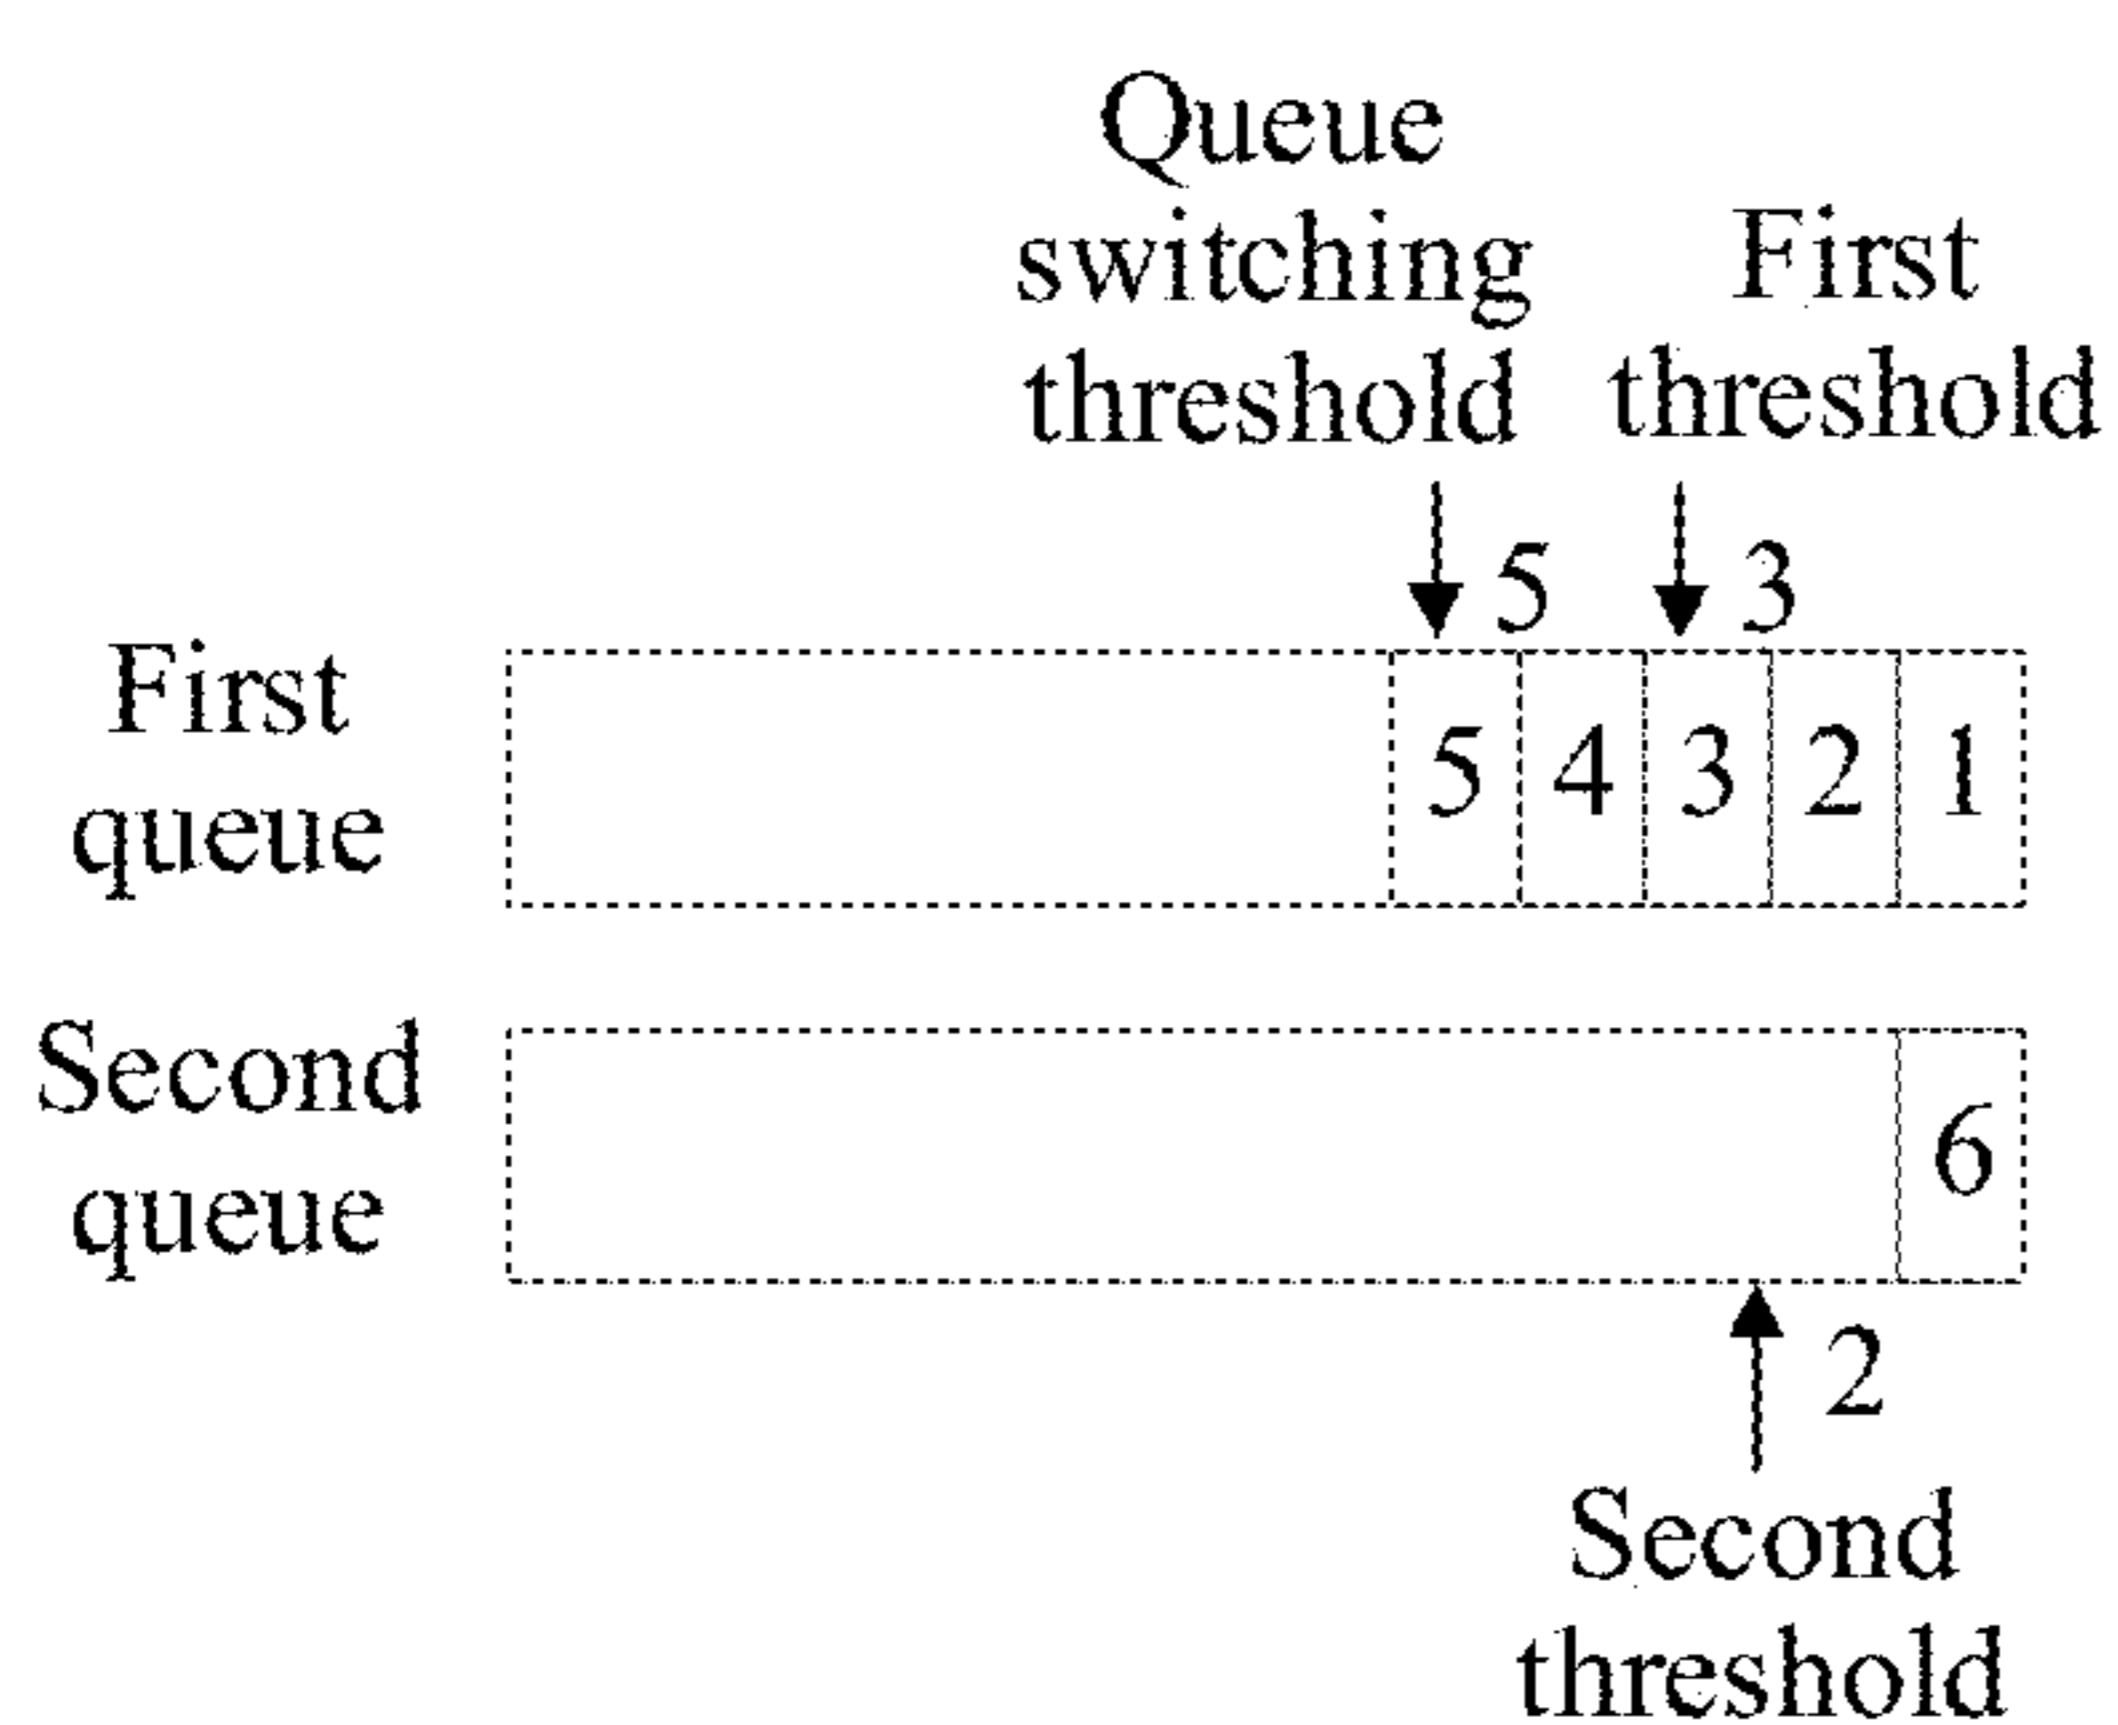 Queue
switching
threshold
First
threshold
5
3
First
queue
5 4 3 2 1
Second
queue
6
2
Second
threshold